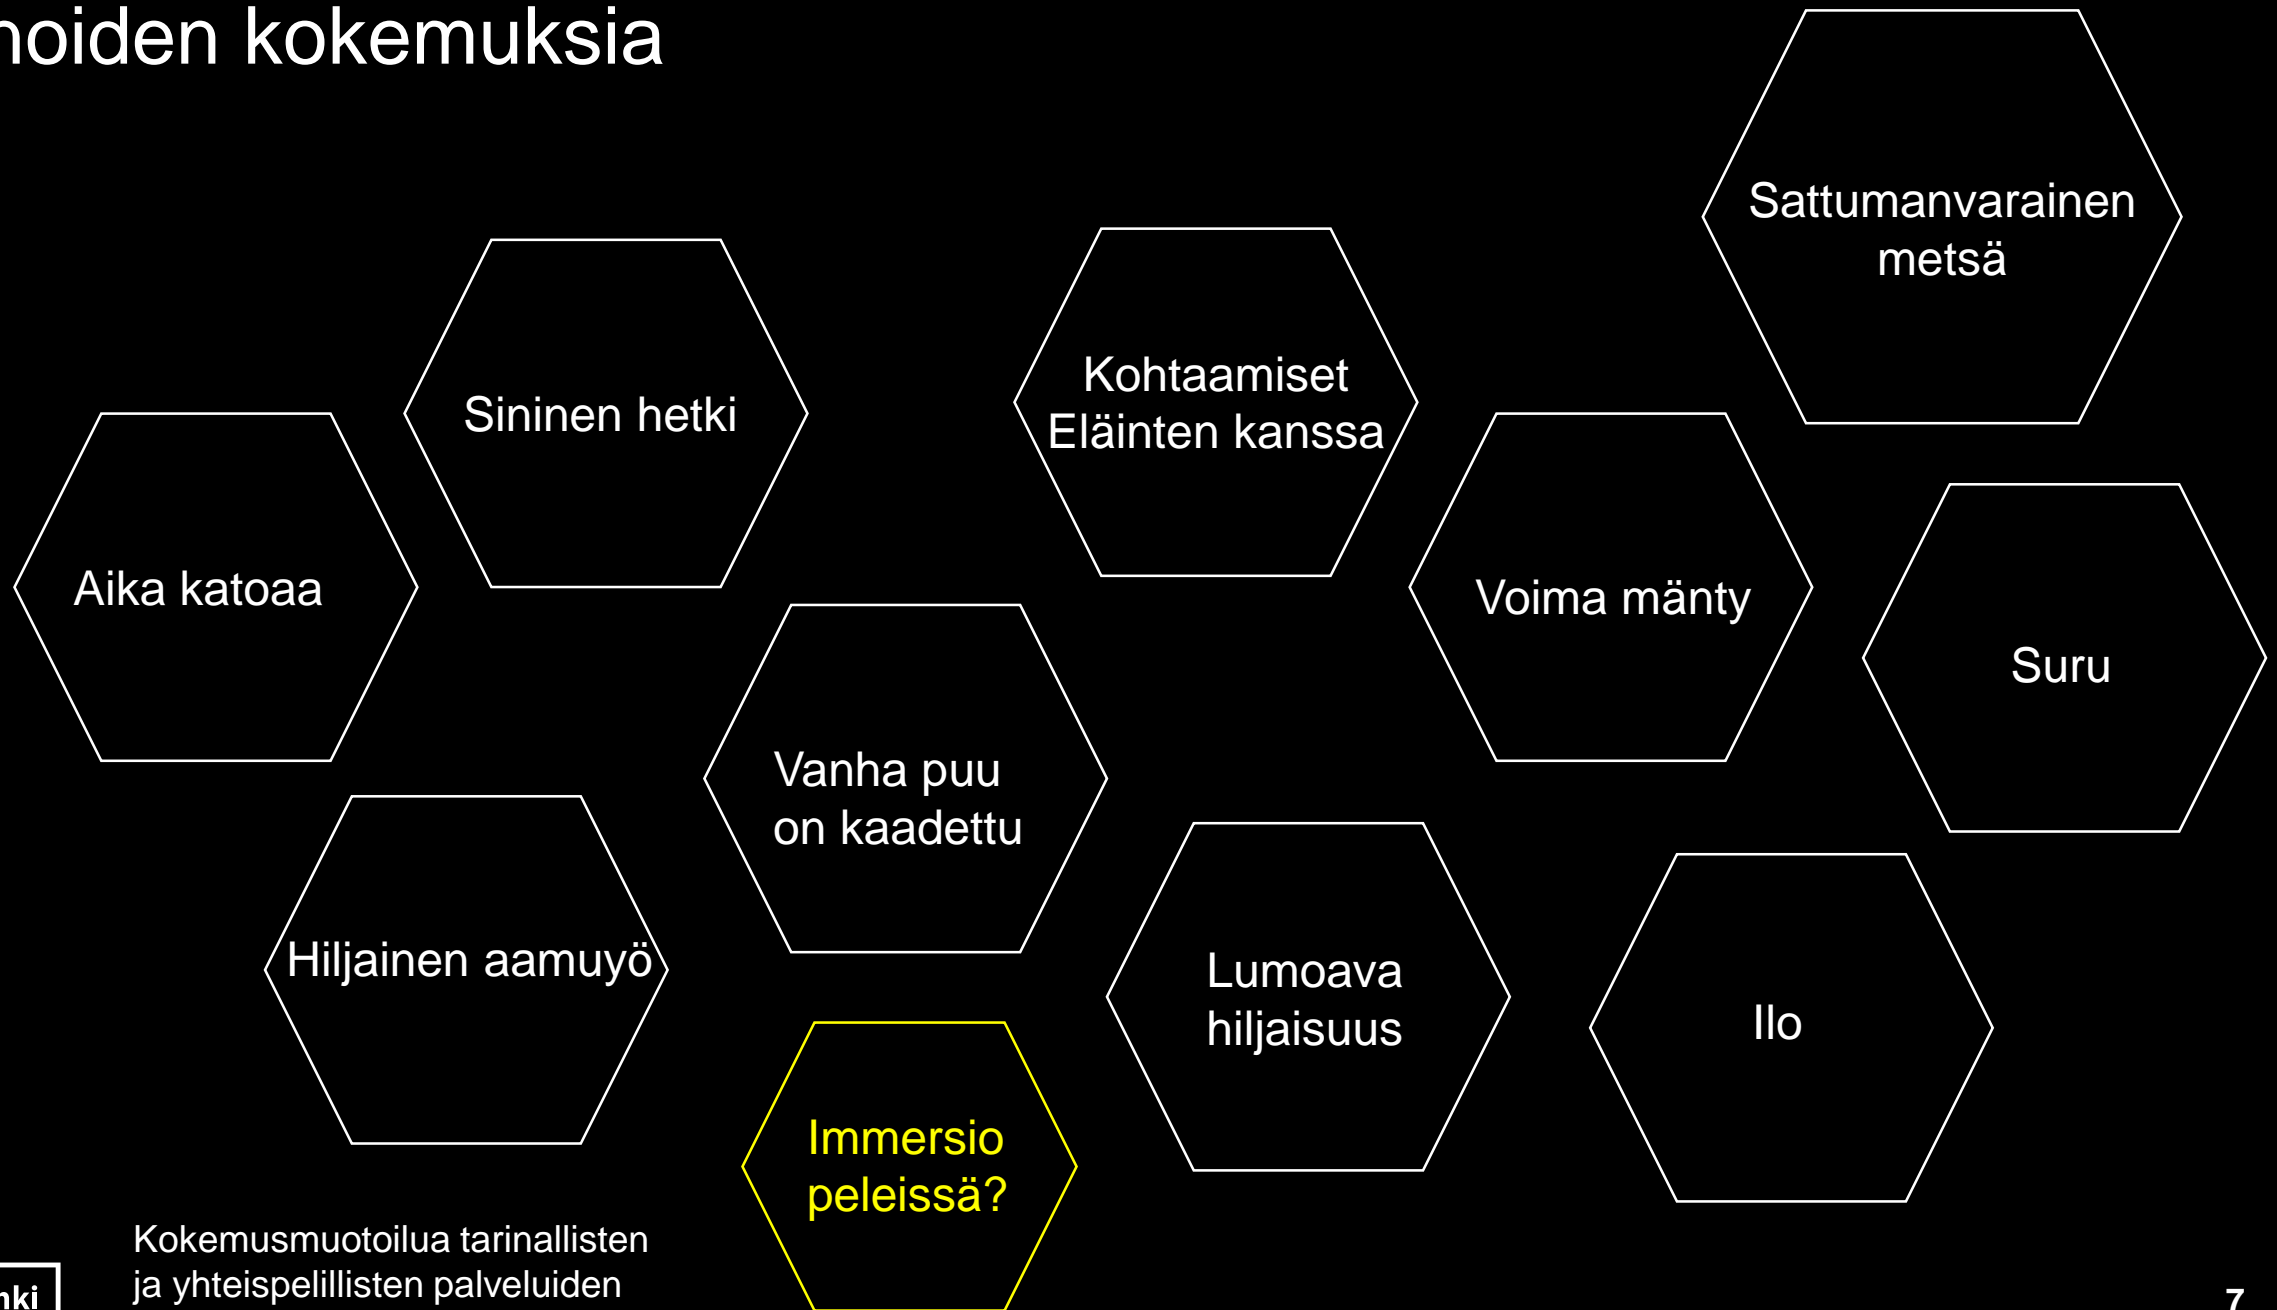 noiden kokemuksia
Sattumanvarainen
metsä
Kohtaamiset
Eläinten kanssa
Sininen hetki
Aika katoaa
Voima mänty
Suru
Vanha puu
on kaadettu
Hiljainen aamuyö
Lumoava
hiljaisuus
Ilo
Immersio
peleissä?
Kokemusmuotoilua tarinallisten
ja yhteispelillisten palveluiden
nki
7